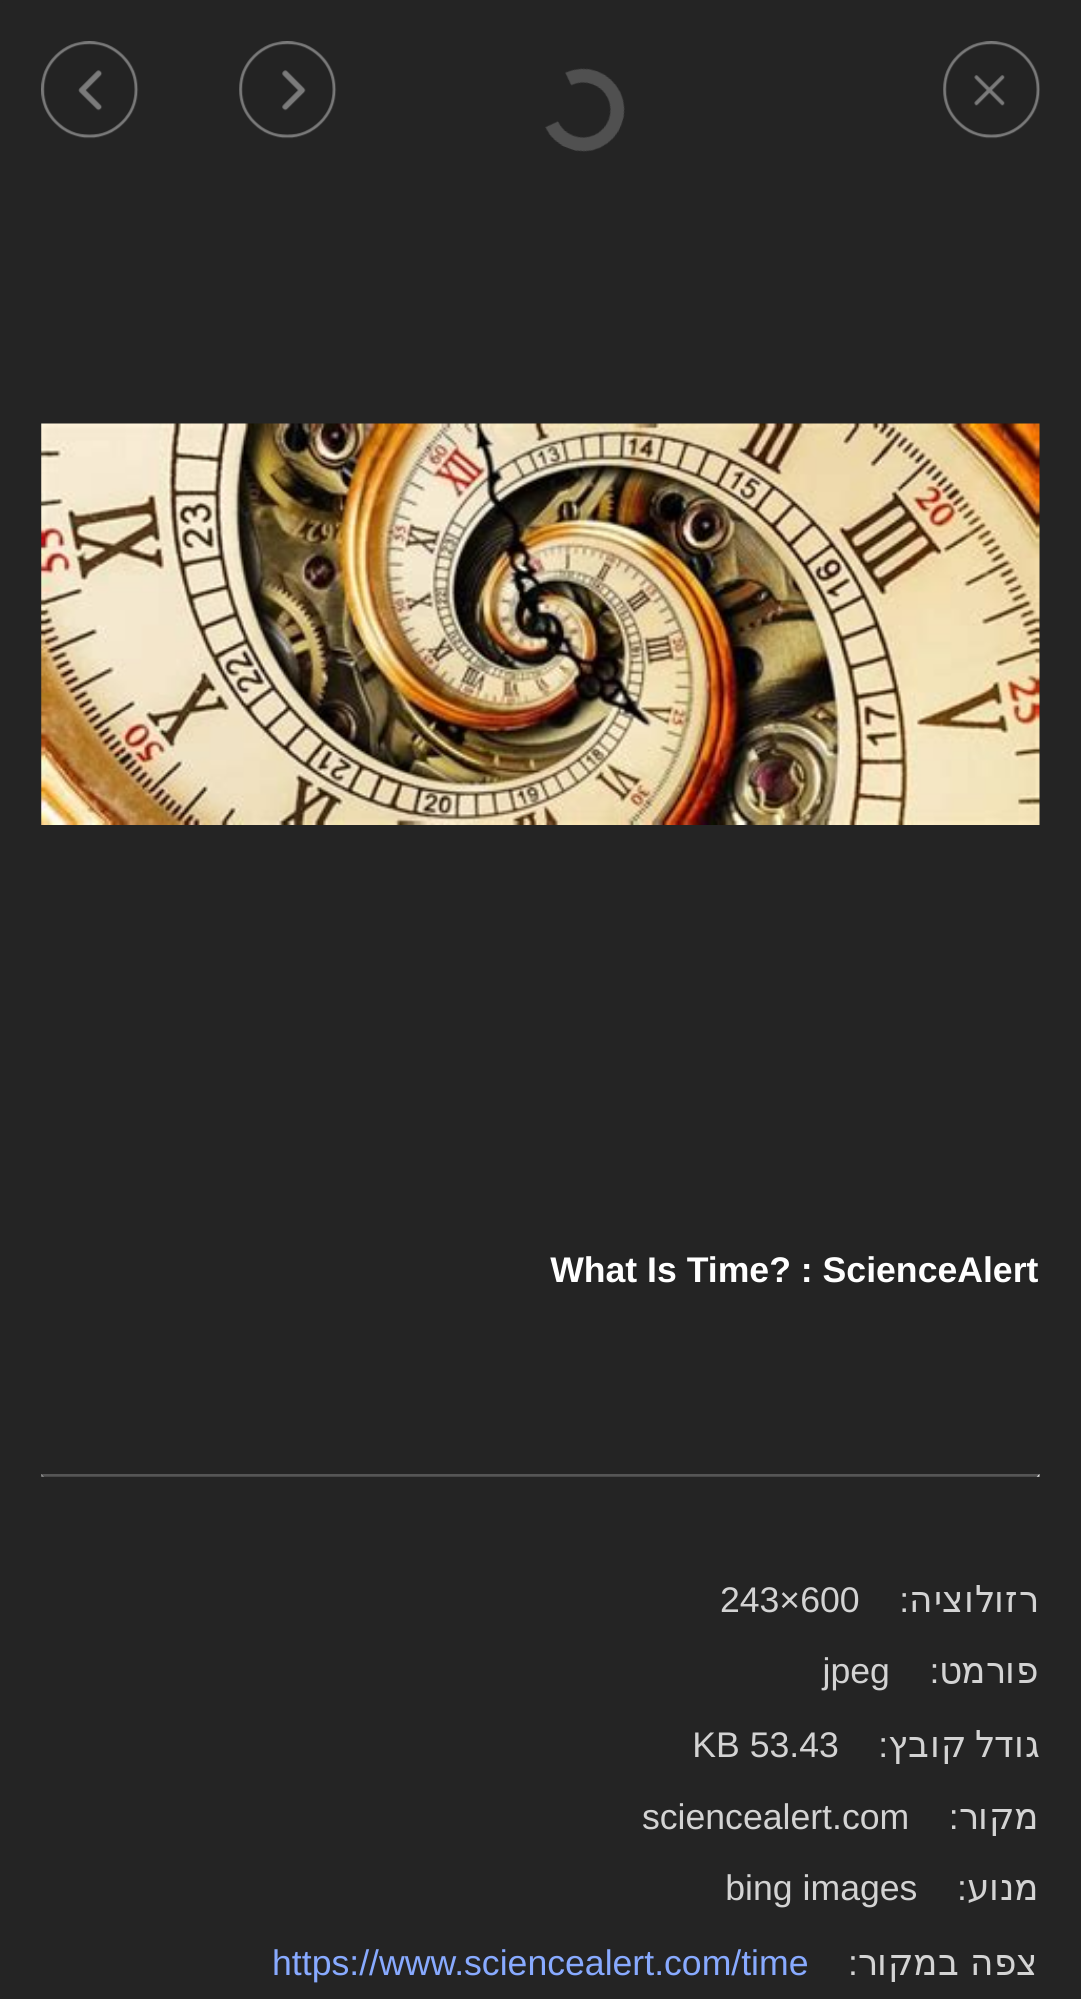 What Is Time? : ScienceAlert
רזולוציה: 243×600
פורמט: jpeg
גודל קובץ: KB 53.43
מקור: sciencealert.com
מנוע: bing images
צפה במקור: https://www.sciencealert.com/time